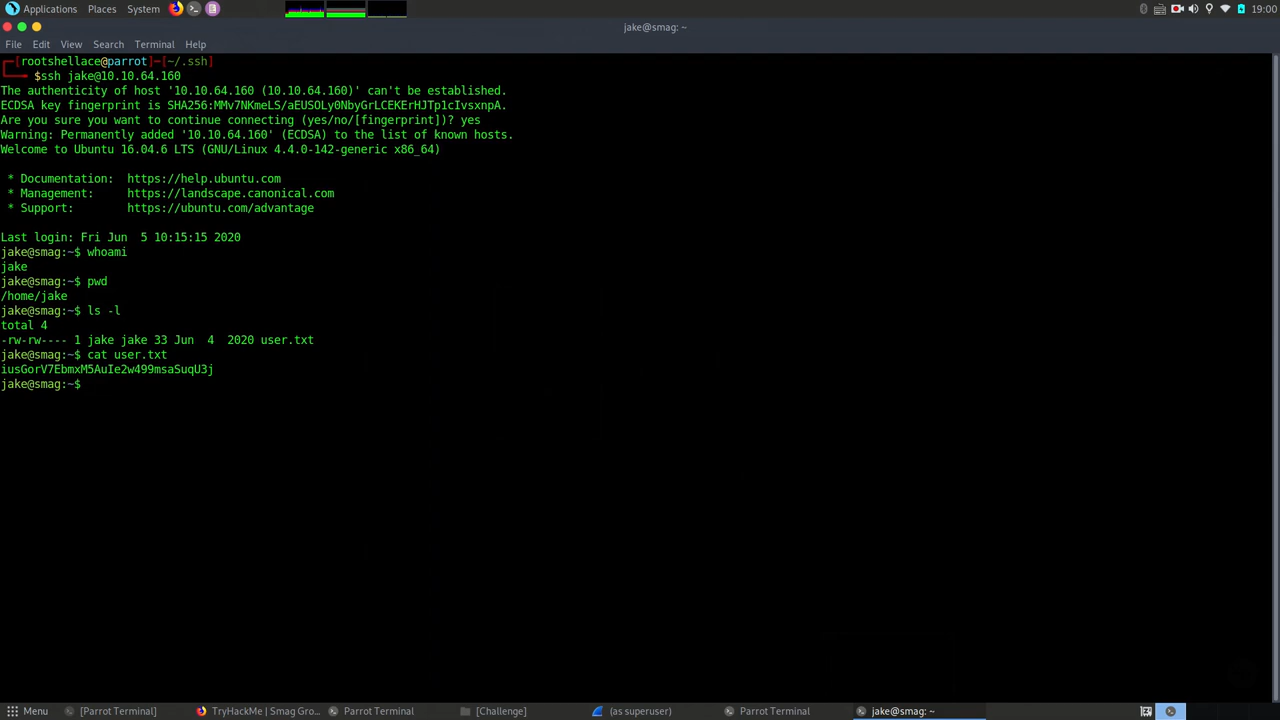 Applications Places System 19:00
jake@smag: ~
File Edit View Search Terminal Help
┌─[rootshellace@parrot]─[~/.ssh]
└──╼ $ssh jake@10.10.64.160
The authenticity of host '10.10.64.160 (10.10.64.160)' can't be established.
ECDSA key fingerprint is SHA256:MMv7NKmeLS/aEUSOLy0NbyGrLCEKErHJTp1cIvsxnpA.
Are you sure you want to continue connecting (yes/no/[fingerprint])? yes
Warning: Permanently added '10.10.64.160' (ECDSA) to the list of known hosts.
Welcome to Ubuntu 16.04.6 LTS (GNU/Linux 4.4.0-142-generic x86_64)
* Documentation: https://help.ubuntu.com
* Management: https://landscape.canonical.com
* Support: https://ubuntu.com/advantage
Last login: Fri Jun 5 10:15:15 2020
jake@smag:~$ whoami
jake
jake@smag:~$ pwd
/home/jake
jake@smag:~$ ls -l
total 4
-rw-rw---- 1 jake jake 33 Jun 4 2020 user.txt
jake@smag:~$ cat user.txt
iusGorV7EbmxM5AuIe2w499msaSuqU3j
jake@smag:~$
Menu [Parrot Terminal] TryHackMe | Smag Gro... Parrot Terminal [Challenge] (as superuser) Parrot Terminal jake@smag: ~